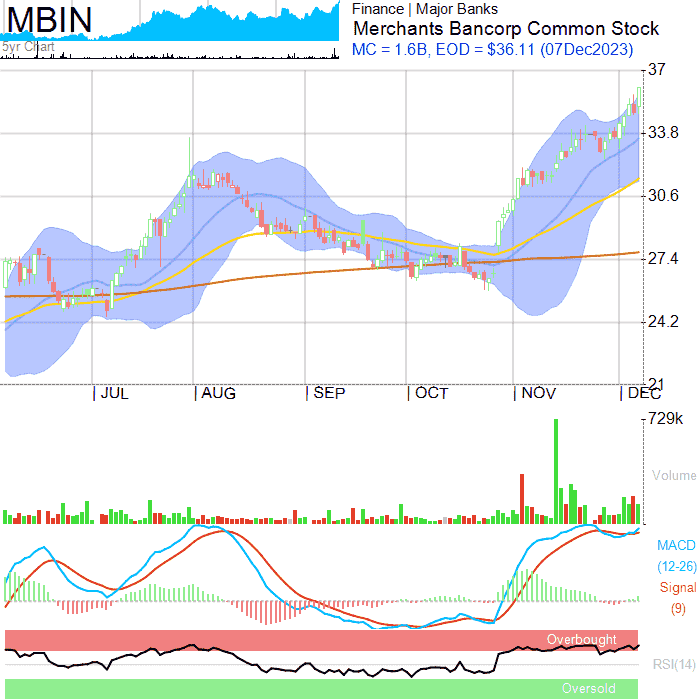 MBIN
5yr Chart
Finance | Major Banks
Merchants Bancorp Common Stock
MC = 1.6B, EOD = $36.11 (07Dec2023)
37
33.8
30.6
27.4
24.2
21
JUL AUG SEP OCT NOV DEC
729k
Volume
MACD
(12-26)
Signal
(9)
Overbought
RSI(14)
Oversold